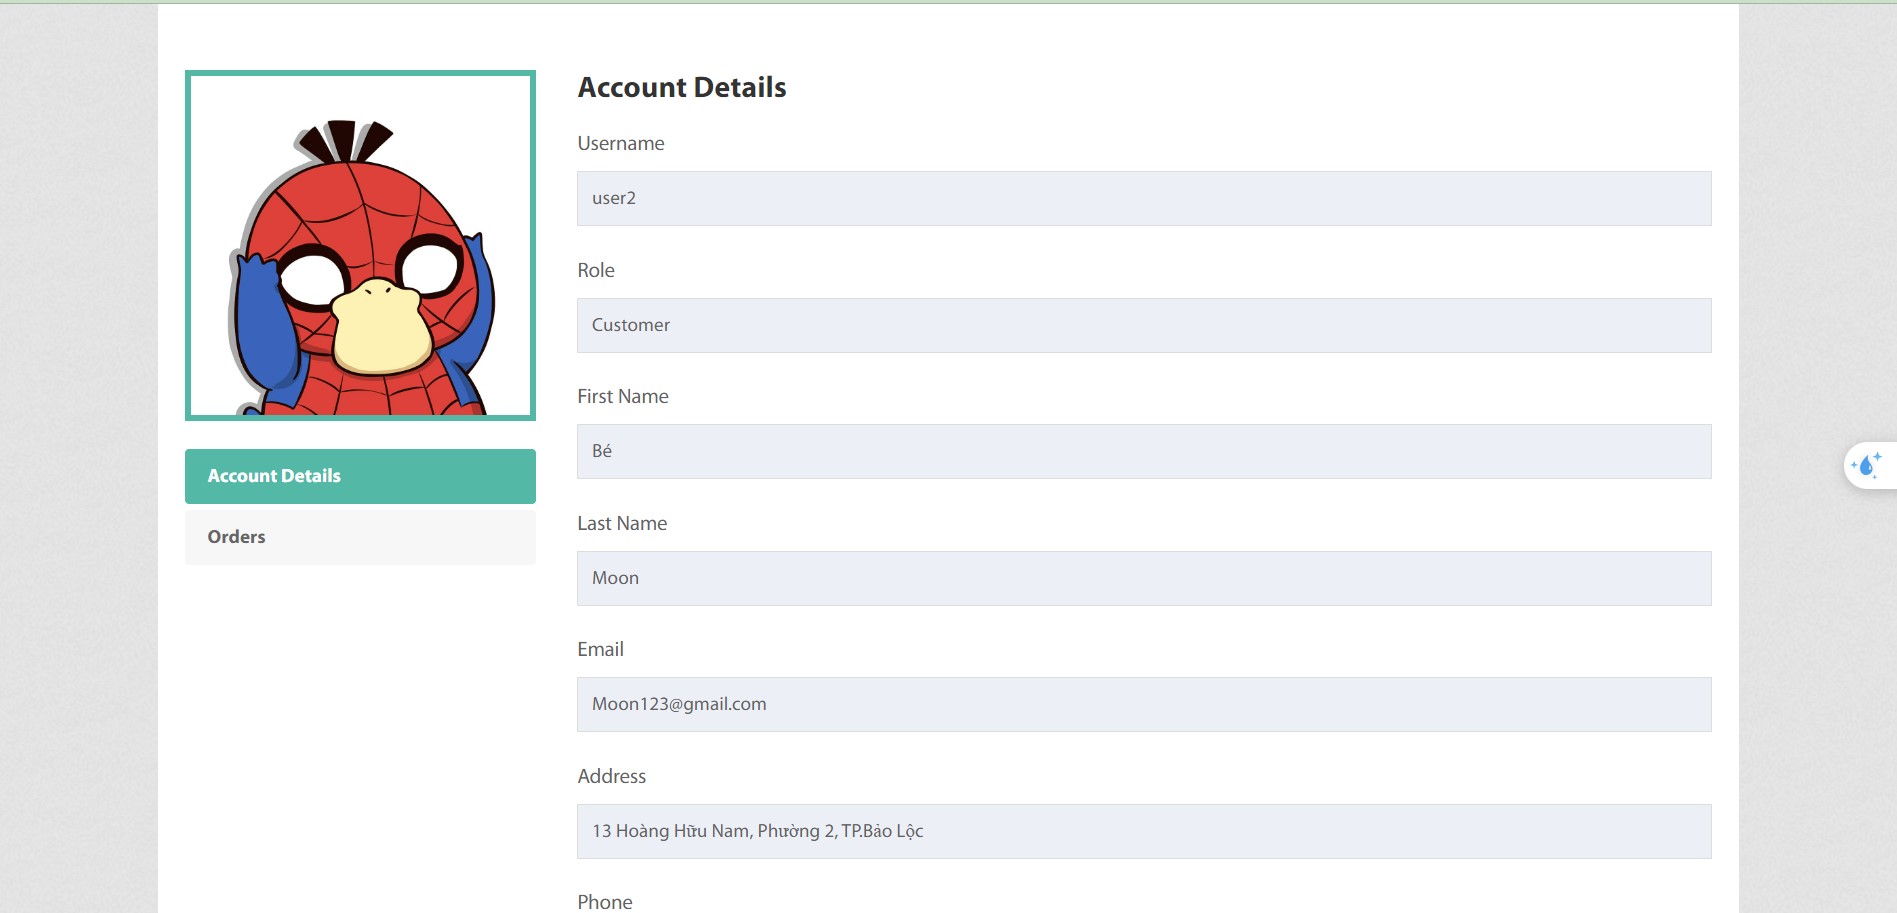 Account Details
Orders
Account Details
Username
user2
Role
Customer
First Name
Bé
Last Name
Moon
Email
Moon123@gmail.com
Address
13 Hoàng Hữu Nam, Phường 2, TP.Bảo Lộc
Phone